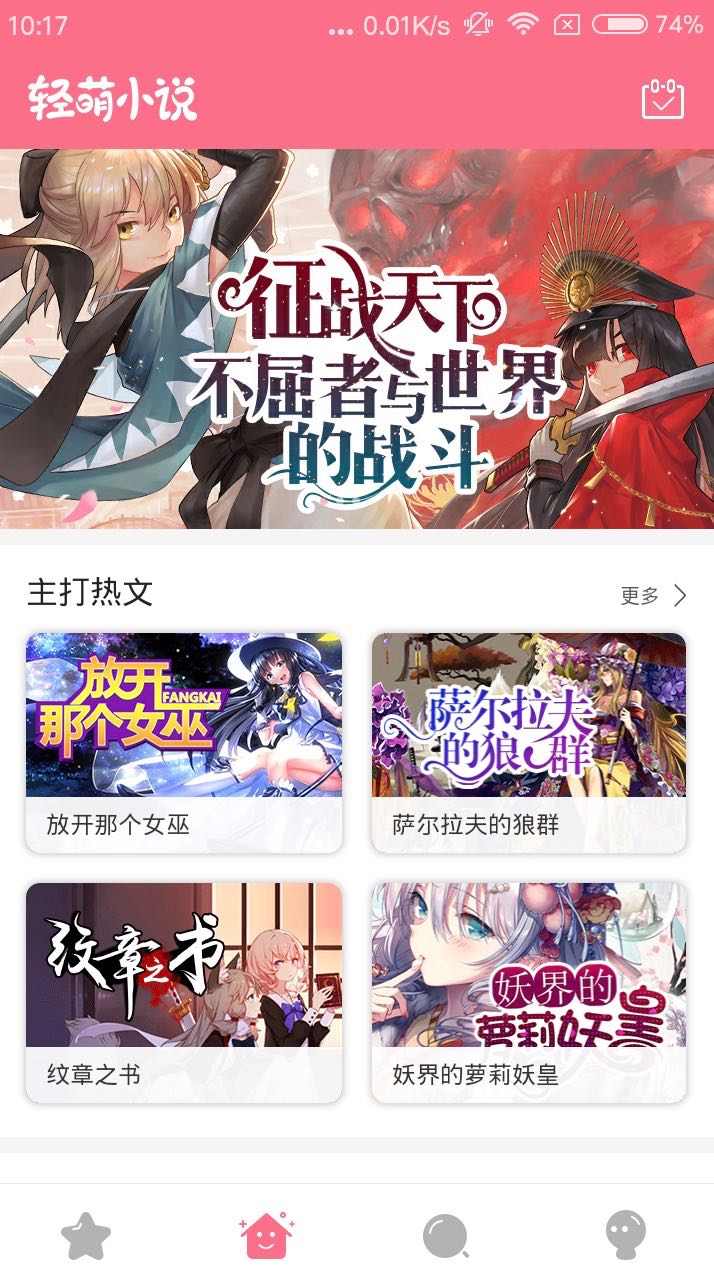 10:17
... 0.01K/s
74%
轻萌小说
征战天下
不屈者与世界
的战斗
主打热文
更多
放开
FANGKAI
那个女巫
放开那个女巫
萨尔拉夫
的狼群
萨尔拉夫的狼群
纹章之书
纹章之书
妖界的
萝莉妖皇
妖界的萝莉妖皇